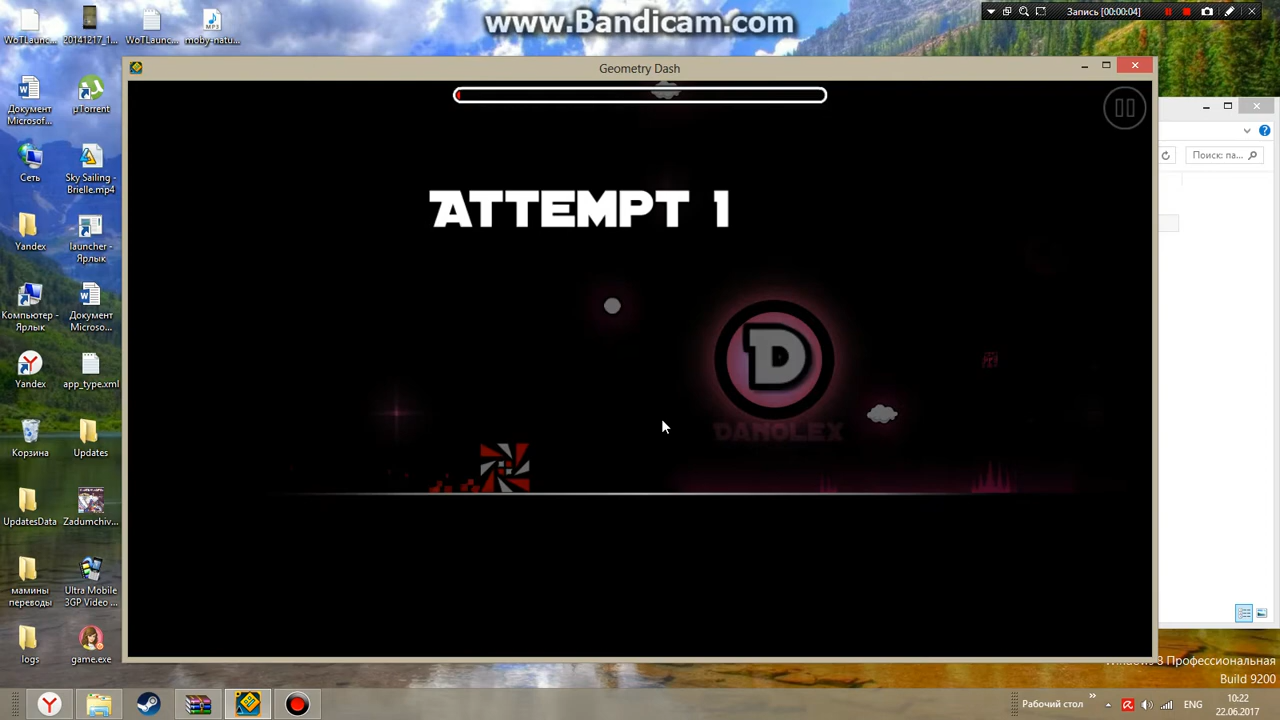 www.Bandicam.com
Запись [00:00:04]
WoTLaunc...
20141217_1...
WoTLaunc...
moby-natu...
Geometry Dash
ATTEMPT 1
D
DANOLEX
Поиск: па...
Документ
Microsof...
µTorrent
Сеть
Sky Sailing -
Brielle.mp4
Yandex
launcher -
Ярлык
Компьютер -
Ярлык
Документ
Microso...
Yandex
app_type.xml
Корзина
Updates
UpdatesData
Zadumchiv...
мамины
переводы
Ultra Mobile
3GP Video ...
logs
game.exe
Windows 8 Профессиональная
Build 9200
Рабочий стол
ENG
10:22
22.06.2017